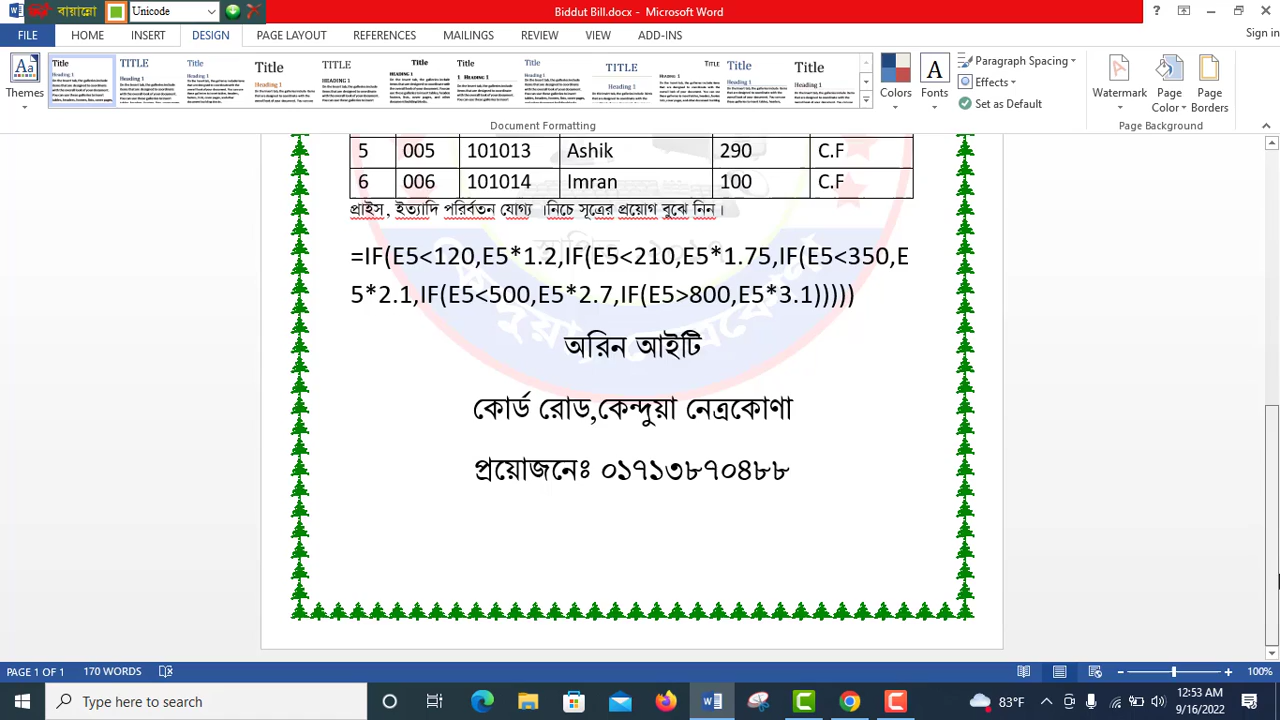 বায়ান্নো Unicode
Biddut Bill.docx - Microsoft Word
Sign in
FILE HOME INSERT DESIGN PAGE LAYOUT REFERENCES MAILINGS REVIEW VIEW ADD-INS
Themes
Colors
Fonts
Paragraph Spacing
Effects
Set as Default
Watermark
Page Color
Page Borders
Document Formatting
Page Background
5 005 101013 Ashik 290 C.F
6 006 101014 Imran 100 C.F
প্রাইস, ইত্যাদি পরির্বতন যোগ্য ।নিচে সূত্রের প্রয়োগ বুঝে নিন।
=IF(E5<120,E5*1.2,IF(E5<210,E5*1.75,IF(E5<350,E
5*2.1,IF(E5<500,E5*2.7,IF(E5>800,E5*3.1)))))
অরিন আইটি
কোর্ড রোড,কেন্দুয়া নেত্রকোণা
প্রয়োজনেঃ ০১৭১৩৮৭০৪৮৮
PAGE 1 OF 1 170 WORDS 100%
Type here to search
83°F
12:53 AM
9/16/2022